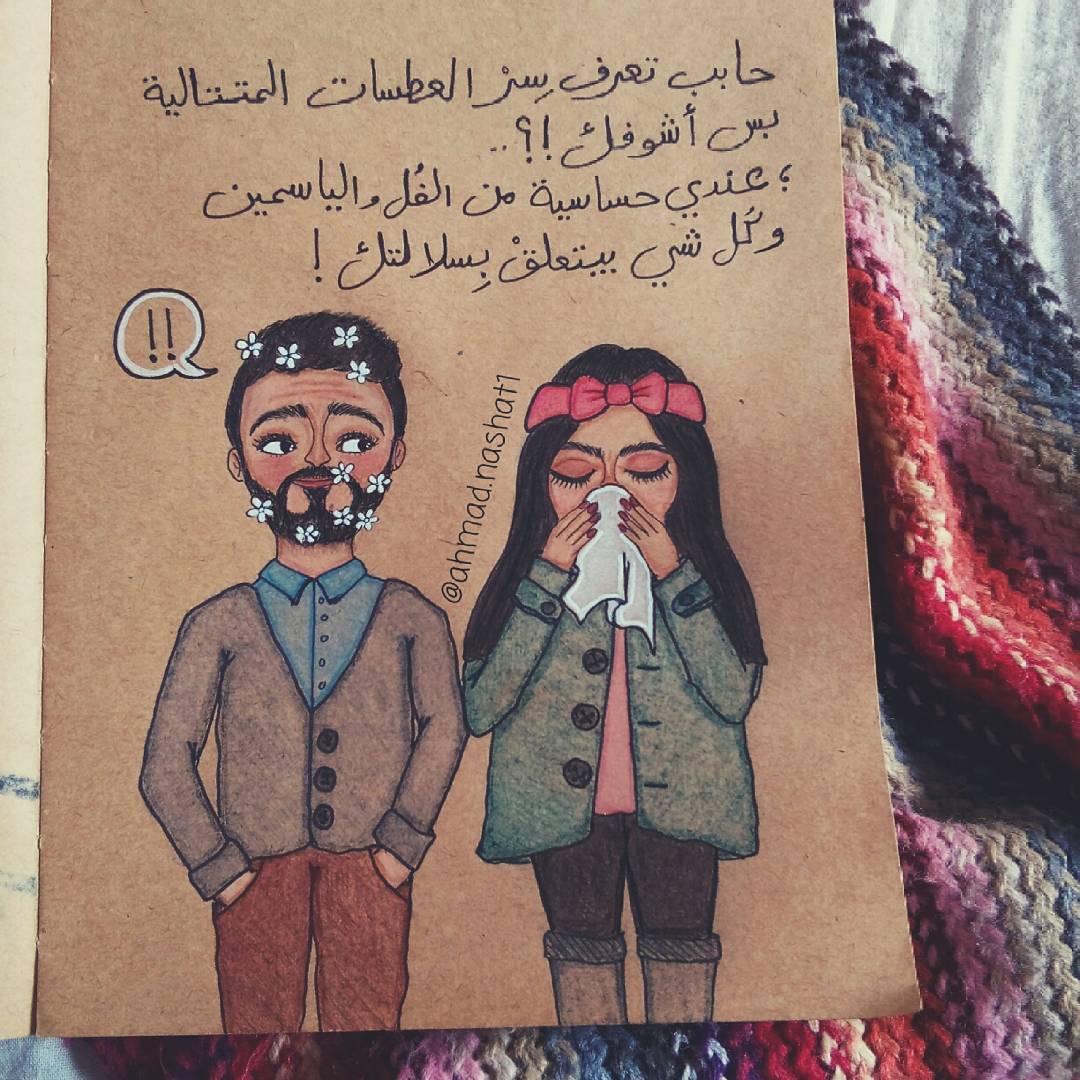 حابب تعرف سِرْ العطسات المتتالية
بس أشوفك !؟..
؛ عندي حساسية من الفُل والياسمين
وكُل شي بيتعلقْ بِسلالتك !
!!
@ahmad.nashat1